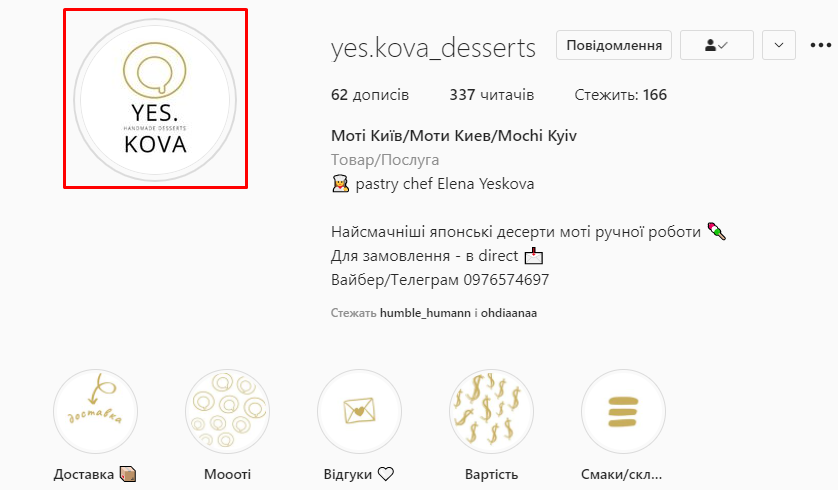 YES.
HANDMADE DESSERTS
KOVA
yes.kova_desserts
Повідомлення
62 дописів 337 читачів Стежить: 166
Моті Київ/Моти Киев/Mochi Kyiv
Товар/Послуга
pastry chef Elena Yeskova
Найсмачніші японські десерти моті ручної роботи
Для замовлення - в direct
Вайбер/Телеграм 0976574697
Стежать humble_humann і ohdiaanaa
доставка
$ $ $ $ $ $ $ $ $ $ $
Доставка Моооті Відгуки Вартість Смаки/скл...